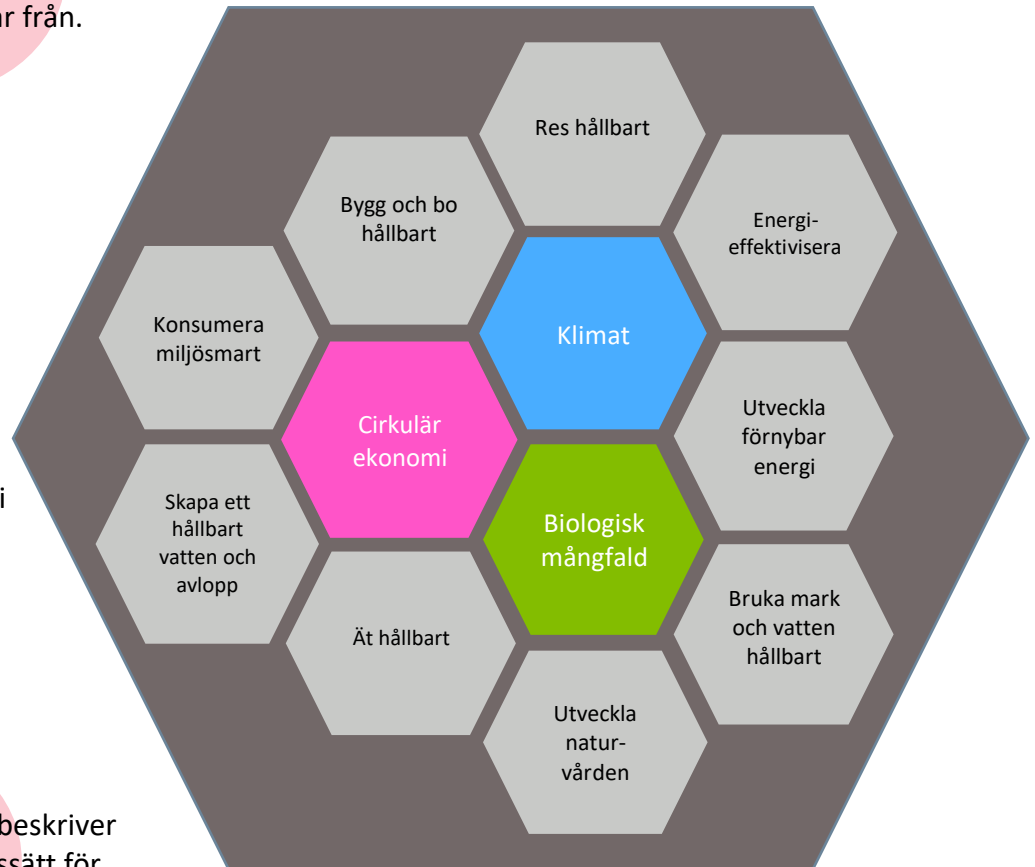 från.
Res hållbart
Bygg och bo
hållbart
Energi-
effektivisera
Konsumera
miljösmart
Klimat
Cirkulär
ekonomi
Utveckla
förnybar
energi
Skapa ett
hållbart
vatten och
avlopp
Biologisk
mångfald
Bruka mark
och vatten
hållbart
Ät hållbart
Utveckla
natur-
vården
beskriver
för